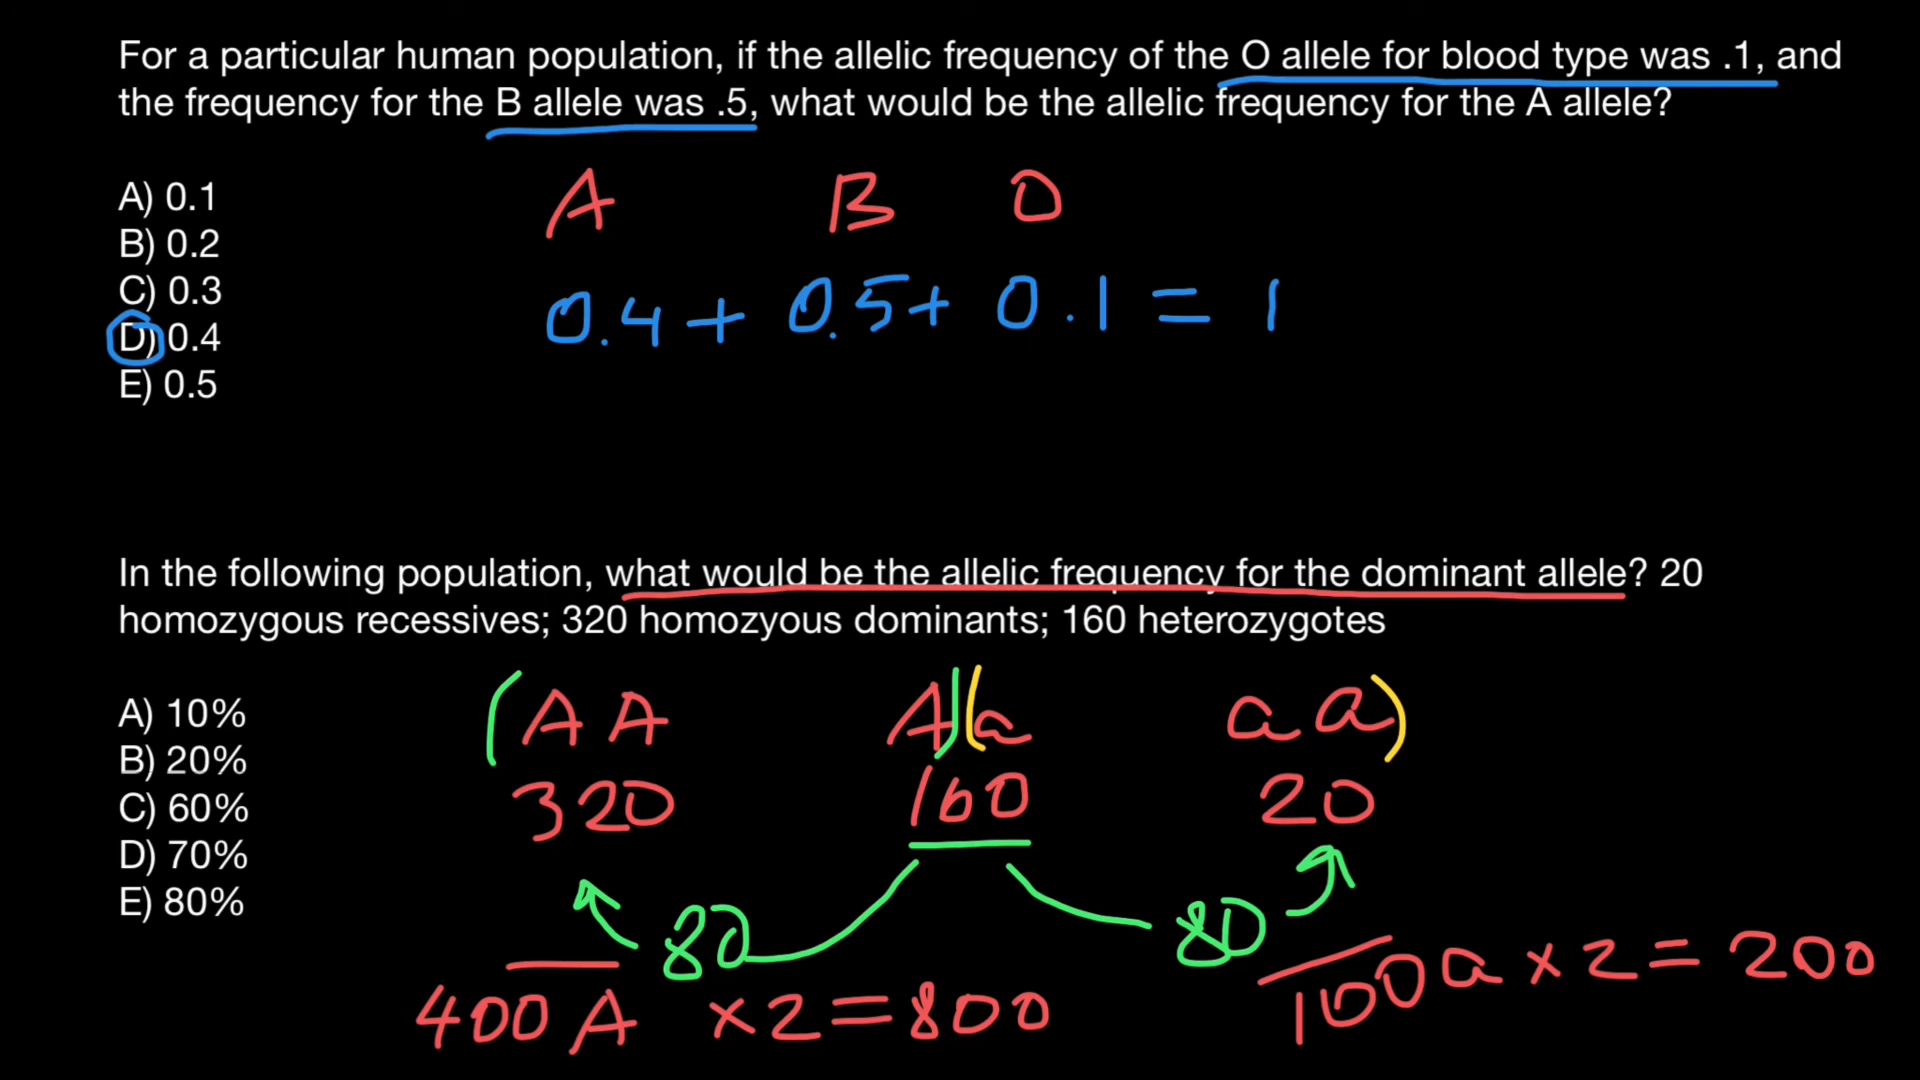 For a particular human population, if the allelic frequency of the O allele for blood type was .1, and
the frequency for the B allele was .5, what would be the allelic frequency for the A allele?
A) 0.1
B) 0.2
C) 0.3
D) 0.4
E) 0.5
A B O
0.4 + 0.5 + 0.1 = 1
In the following population, what would be the allelic frequency for the dominant allele? 20
homozygous recessives; 320 homozyous dominants; 160 heterozygotes
A) 10%
B) 20%
C) 60%
D) 70%
E) 80%
(AA A)(a aa)
320 160 20
80 80
400 A ×2=800
100a ×2=200